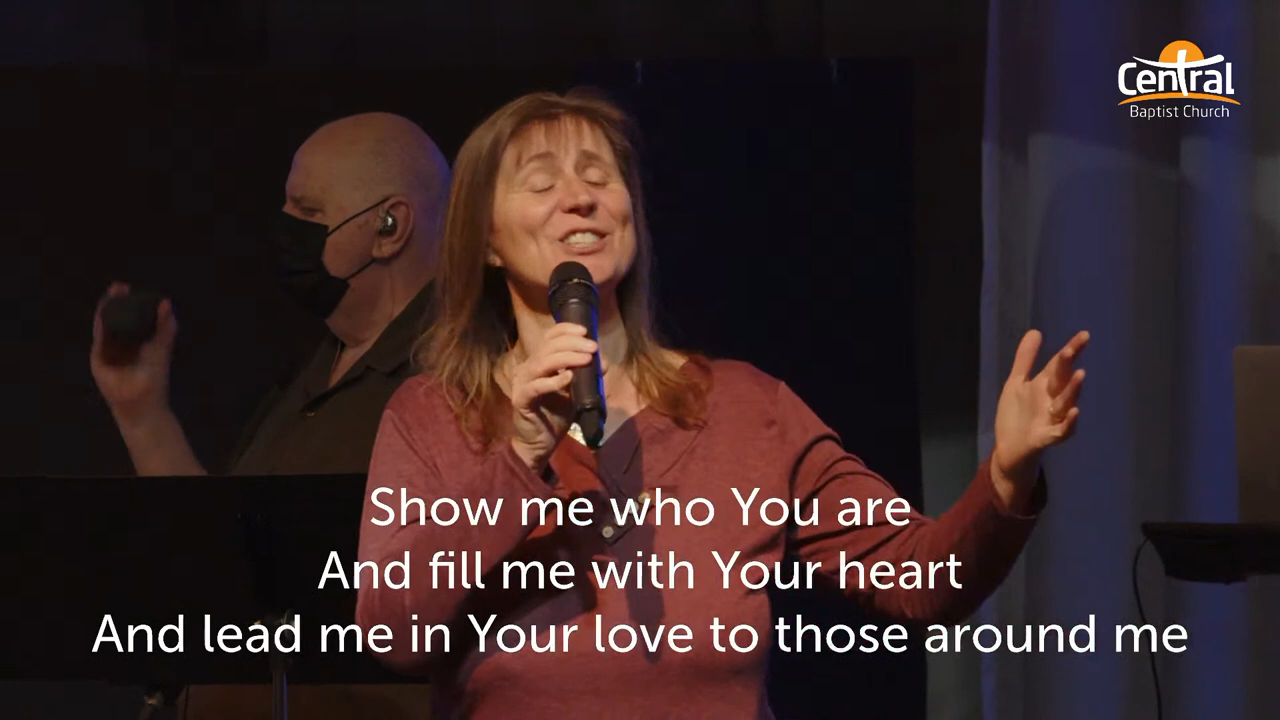 Central
Baptist Church
Show me who You are
And fill me with Your heart
And lead me in Your love to those around me